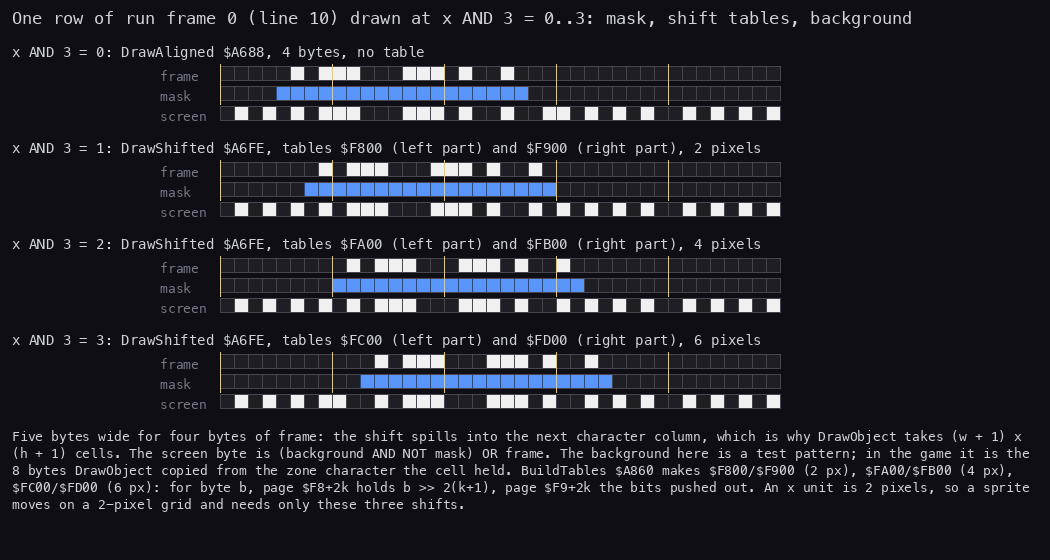 One row of run frame 0 (line 10) drawn at x AND 3 = 0..3: mask, shift tables, background
x AND 3 = 0: DrawAligned $A688, 4 bytes, no table
frame
mask
screen
x AND 3 = 1: DrawShifted $A6FE, tables $F800 (left part) and $F900 (right part), 2 pixels
frame
mask
screen
x AND 3 = 2: DrawShifted $A6FE, tables $FA00 (left part) and $FB00 (right part), 4 pixels
frame
mask
screen
x AND 3 = 3: DrawShifted $A6FE, tables $FC00 (left part) and $FD00 (right part), 6 pixels
frame
mask
screen
Five bytes wide for four bytes of frame: the shift spills into the next character column, which is why DrawObject takes (w + 1) x
(h + 1) cells. The screen byte is (background AND NOT mask) OR frame. The background here is a test pattern; in the game it is the
8 bytes DrawObject copied from the zone character the cell held. BuildTables $A860 makes $F800/$F900 (2 px), $FA00/$FB00 (4 px),
$FC00/$FD00 (6 px): for byte b, page $F8+2k holds b >> 2(k+1), page $F9+2k the bits pushed out. An x unit is 2 pixels, so a sprite
moves on a 2-pixel grid and needs only these three shifts.